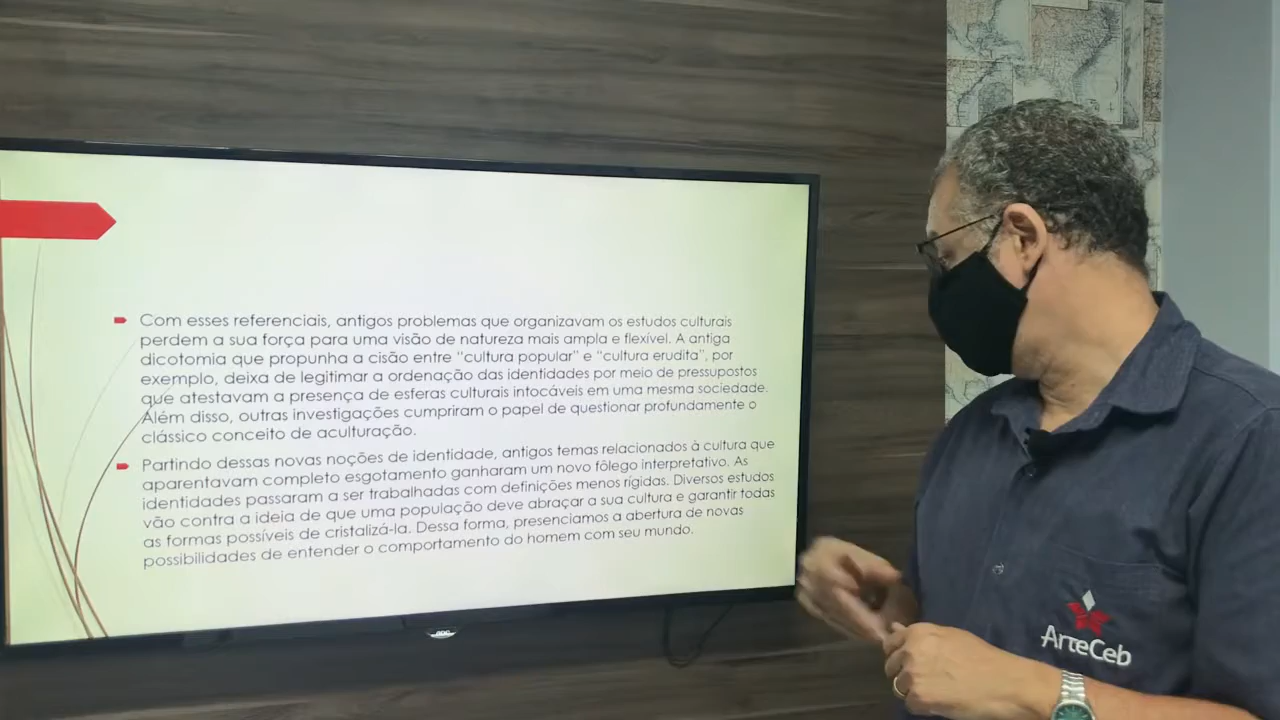 Com esses referenciais, antigos problemas que organizavam os estudos culturais
perdem a sua força para uma visão de natureza mais ampla e flexível. A antiga
dicotomia que propunha a cisão entre “cultura popular” e “cultura erudita”, por
exemplo, deixa de legitimar a ordenação das identidades por meio de pressupostos
que atestavam a presença de esferas culturais intocáveis em uma mesma sociedade.
Além disso, outras investigações cumpriram o papel de questionar profundamente o
clássico conceito de aculturação.
Partindo dessas novas noções de identidade, antigos temas relacionados à cultura que
aparentavam completo esgotamento ganharam um novo fôlego interpretativo. As
identidades passaram a ser trabalhadas com definições menos rígidas. Diversos estudos
vão contra a ideia de que uma população deve abraçar a sua cultura e garantir todas
as formas possíveis de cristalizá-la. Dessa forma, presenciamos a abertura de novas
possibilidades de entender o comportamento do homem com seu mundo.
AOC
ArteCeb